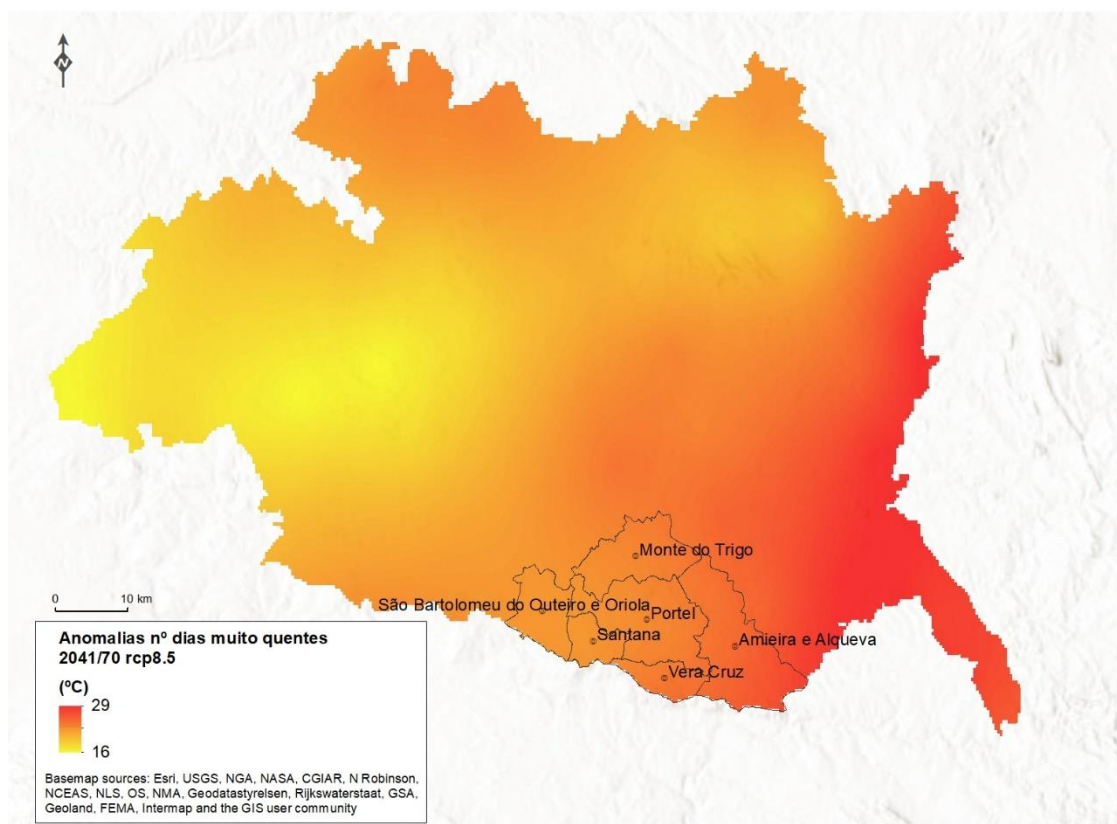 N
Monte do Trigo
São Bartolomeu do Outeiro e Oriola
Portel
Santana
Amieira e Alqueva
Vera Cruz
0 10 km
Anomalias nº dias muito quentes
2041/70 rcp8.5
(ºC)
29
16
Basemap sources: Esri, USGS, NGA, NASA, CGIAR, N Robinson,
NCEAS, NLS, OS, NMA, Geodatastyrelsen, Rijkswaterstaat, GSA,
Geoland, FEMA, Intermap and the GIS user community